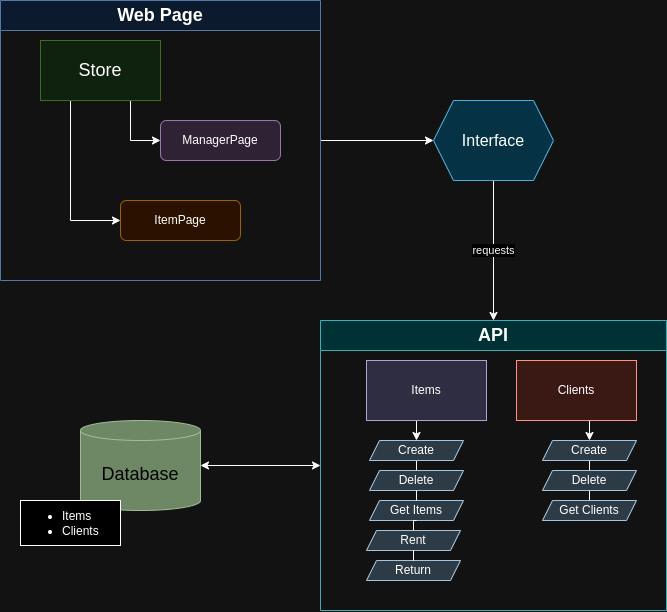 Web Page
Store
ManagerPage
ItemPage
Interface
requests
API
Items
Clients
Create
Delete
Get Items
Rent
Return
Create
Delete
Get Clients
Database
• Items
• Clients